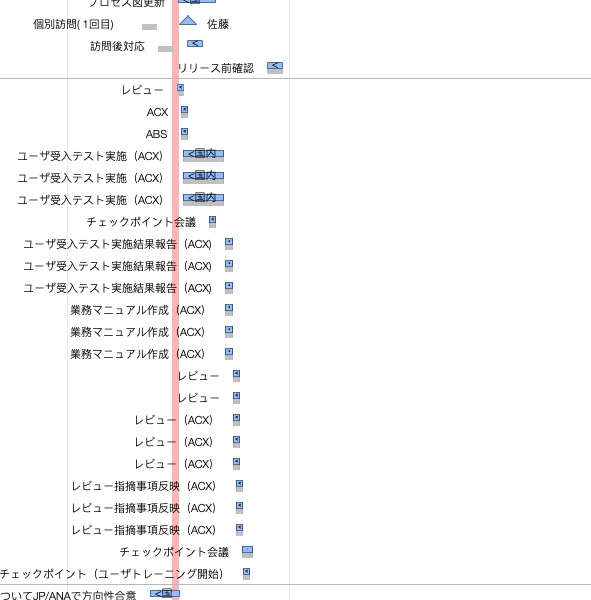 プロセス図更新
個別訪問(1回目) 佐藤
訪問後対応
リリース前確認
レビュー
ACX
ABS
ユーザ受入テスト実施（ACX） <国内
ユーザ受入テスト実施（ACX） <国内
ユーザ受入テスト実施（ACX） <国内
チェックポイント会議
ユーザ受入テスト実施結果報告（ACX)
ユーザ受入テスト実施結果報告（ACX)
ユーザ受入テスト実施結果報告（ACX)
業務マニュアル作成（ACX）
業務マニュアル作成（ACX）
業務マニュアル作成（ACX）
レビュー
レビュー
レビュー（ACX）
レビュー（ACX）
レビュー（ACX）
レビュー指摘事項反映（ACX）
レビュー指摘事項反映（ACX）
レビュー指摘事項反映（ACX）
チェックポイント会議
チェックポイント（ユーザトレーニング開始）
ついてJP/ANAで方向性合意 <国